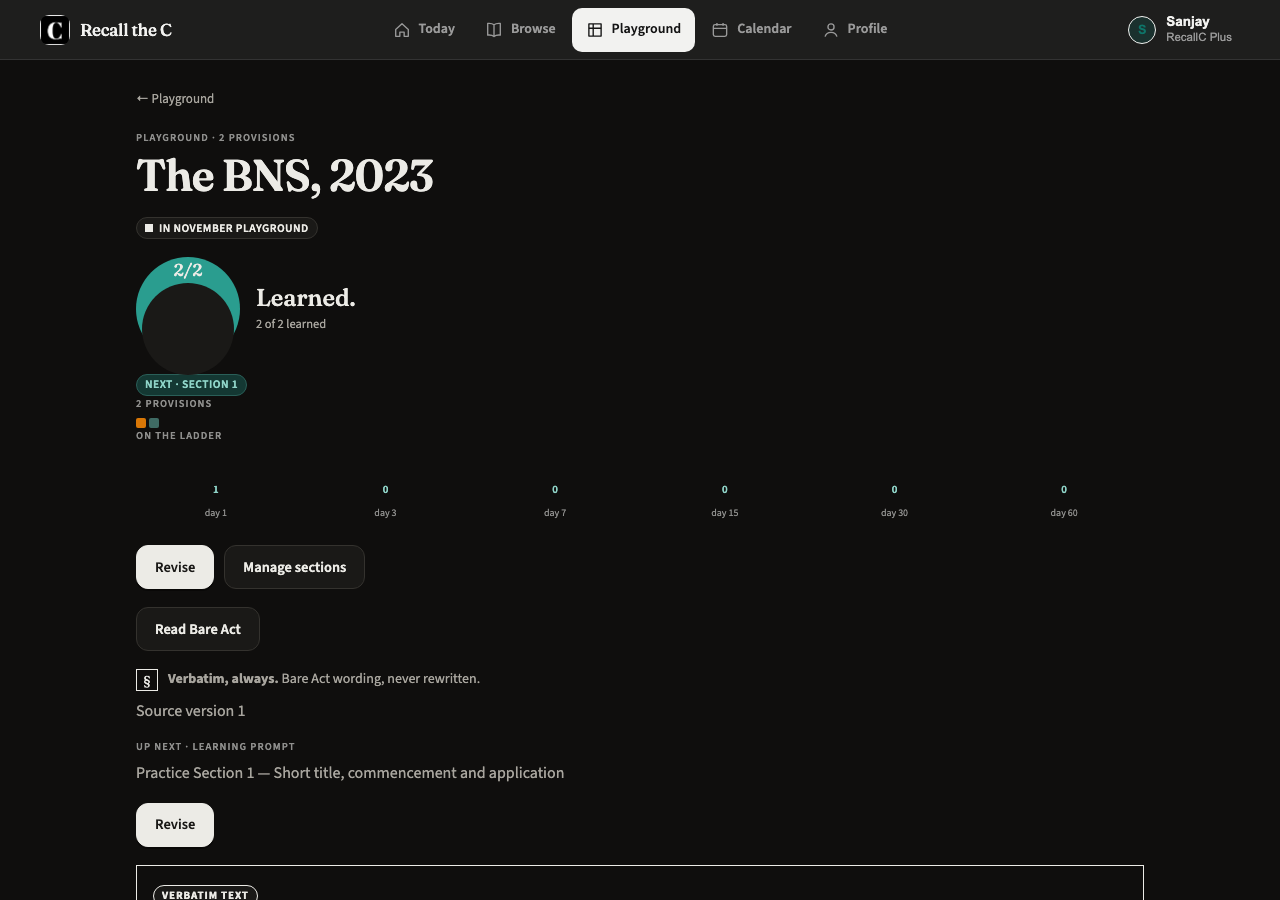 C Recall the C
Today Browse Playground Calendar Profile
S Sanjay
RecallC Plus
← Playground
PLAYGROUND · 2 PROVISIONS
The BNS, 2023
IN NOVEMBER PLAYGROUND
2/2
Learned.
2 of 2 learned
NEXT · SECTION 1
2 PROVISIONS
ON THE LADDER
1 0 0 0 0 0
day 1 day 3 day 7 day 15 day 30 day 60
Revise Manage sections
Read Bare Act
§ Verbatim, always. Bare Act wording, never rewritten.
Source version 1
UP NEXT · LEARNING PROMPT
Practice Section 1 — Short title, commencement and application
Revise
VERBATIM TEXT